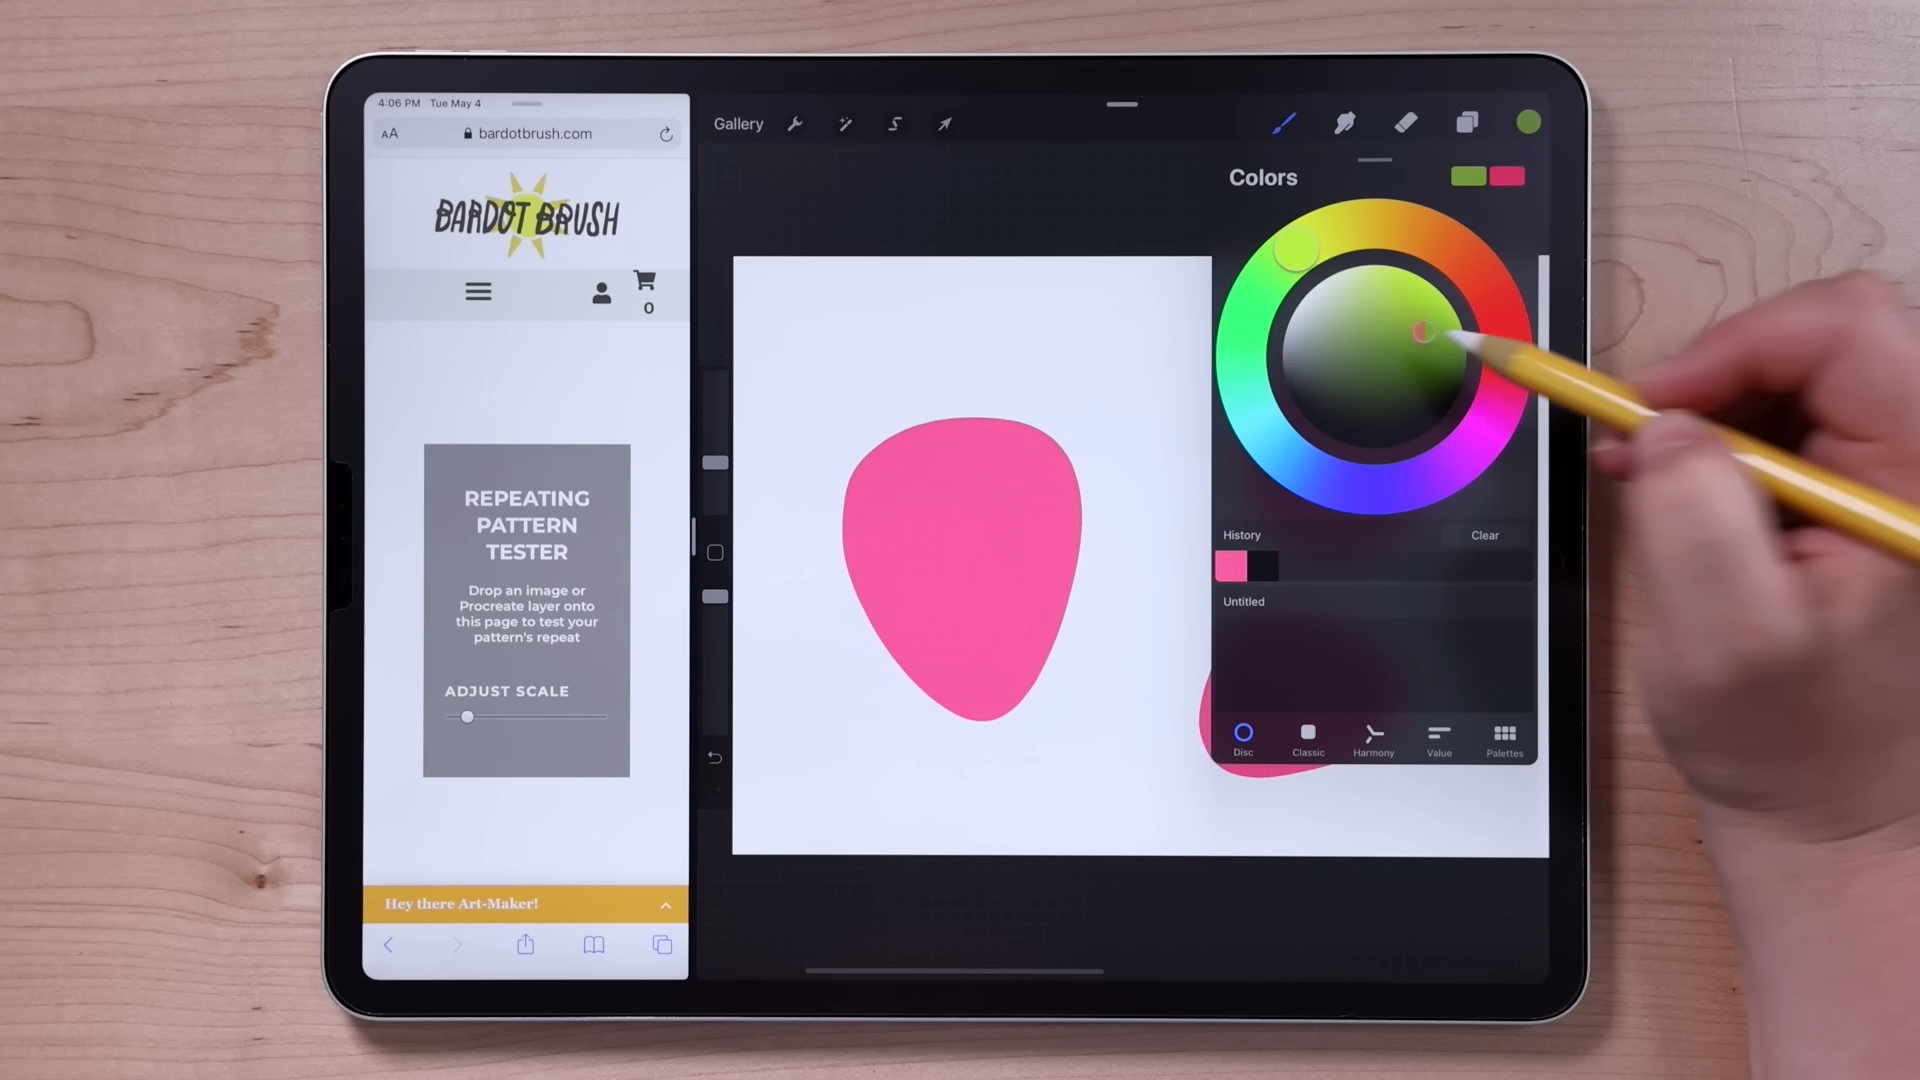 4:06 PM Tue May 4
AA
bardotbrush.com
BARDOT BRUSH
0
REPEATING
PATTERN
TESTER
Drop an image or
Procreate layer onto
this page to test your
pattern's repeat
ADJUST SCALE
Hey there Art-Maker!
Gallery
Colors
History
Clear
Untitled
Disc
Classic
Harmony
Value
Palettes